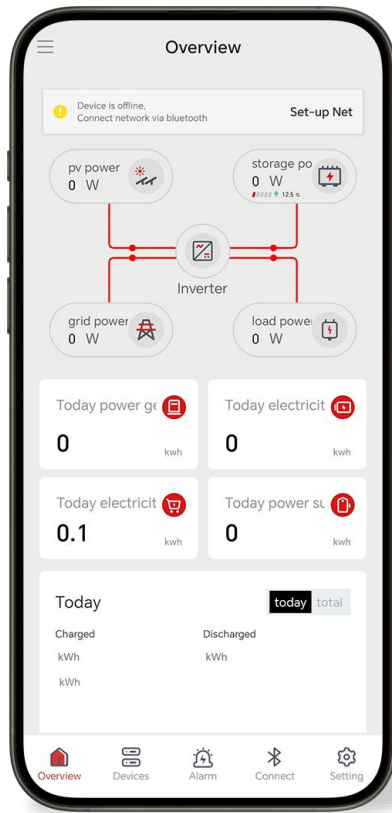 Overview
Device is offline,
Connect network via bluetooth
Set-up Net
pv power
0 W
storage po
0 W
12.5 %
Inverter
grid power
0 W
load power
0 W
Today power ge
0
kwh
Today electricit
0
kwh
Today electricit
0.1
kwh
Today power su
0
kwh
Today
today total
Charged
Discharged
kWh
kWh
kWh
Overview
Devices
Alarm
Connect
Setting